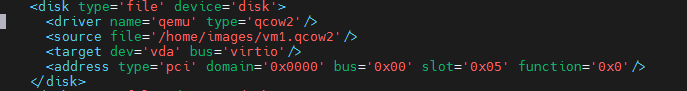 <disk type='file' device='disk'>
<driver name='qemu' type='qcow2'/>
<source file='/home/images/vm1.qcow2'/>
<target dev='vda' bus='virtio'/>
<address type='pci' domain='0x0000' bus='0x00' slot='0x05' function='0x0'/>
</disk>